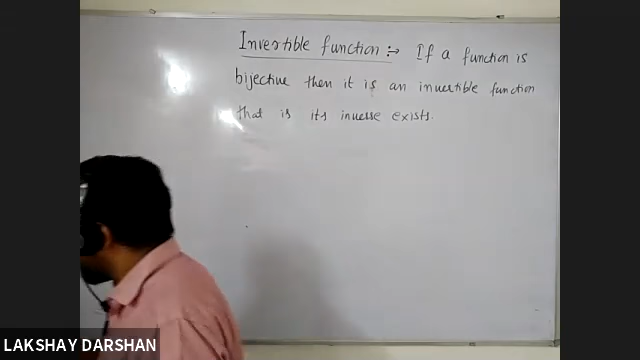 Invertible function :→ If a function is
bijective then it is an invertible function
that is its inverse exists.
LAKSHAY DARSHAN